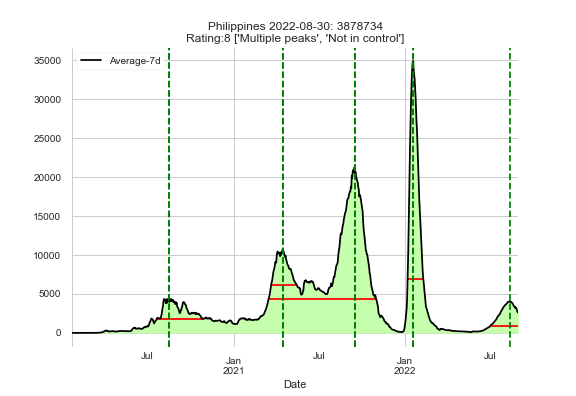 Philippines 2022-08-30: 3878734
Rating:8 ['Multiple peaks', 'Not in control']
Average-7d
35000
30000
25000
20000
15000
10000
5000
0
Jul
Jan
2021
Jul
Jan
2022
Jul
Date